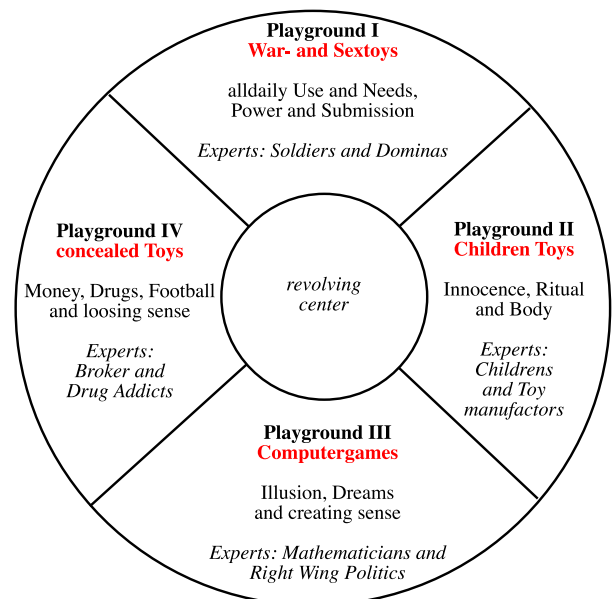 Playground I
War- and Sextoys
alldaily Use and Needs,
Power and Submission
Experts: Soldiers and Dominas
Playground IV
concealed Toys
Money, Drugs, Football
and loosing sense
Experts:
Broker and
Drug Addicts
revolving
center
Playground II
Children Toys
Innocence, Ritual
and Body
Experts:
Childrens
and Toy
manufactors
Playground III
Computergames
Illusion, Dreams
and creating sense
Experts: Mathematicians and
Right Wing Politics